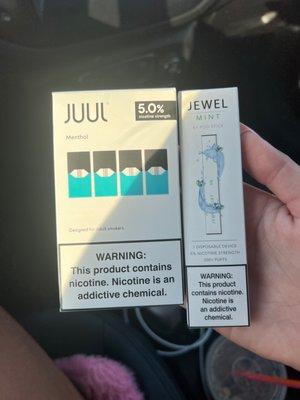 JUUL
5.0%
nicotine strength
Menthol
Designed for adult smokers.
WARNING:
This product contains
nicotine. Nicotine is an
addictive chemical.
JEWEL
MINT
1 DISPOSABLE DEVICE
5% NICOTINE STRENGTH
WARNING:
This product contains
nicotine. Nicotine is an
addictive chemical.